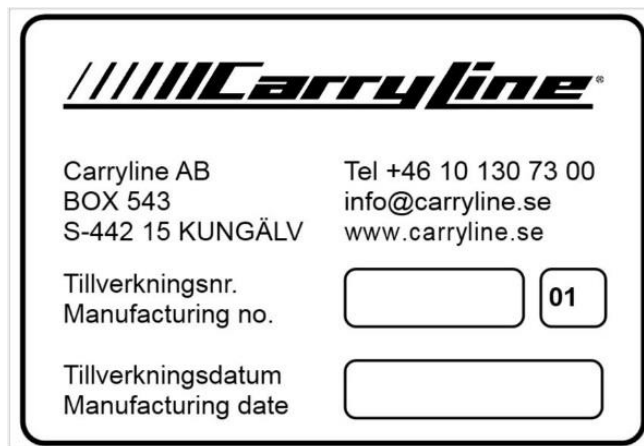 Carryline®
Carryline AB
BOX 543
S-442 15 KUNGÄLV
Tel +46 10 130 73 00
info@carryline.se
www.carryline.se
Tillverkningsnr.
Manufacturing no.
01
Tillverkningsdatum
Manufacturing date